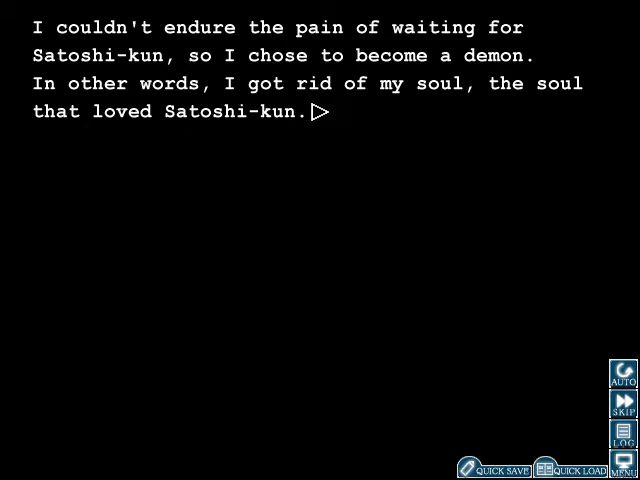 I couldn't endure the pain of waiting for
Satoshi-kun, so I chose to become a demon.
In other words, I got rid of my soul, the soul
that loved Satoshi-kun.
AUTO
SKIP
LOG
QUICK SAVE
QUICK LOAD
MENU